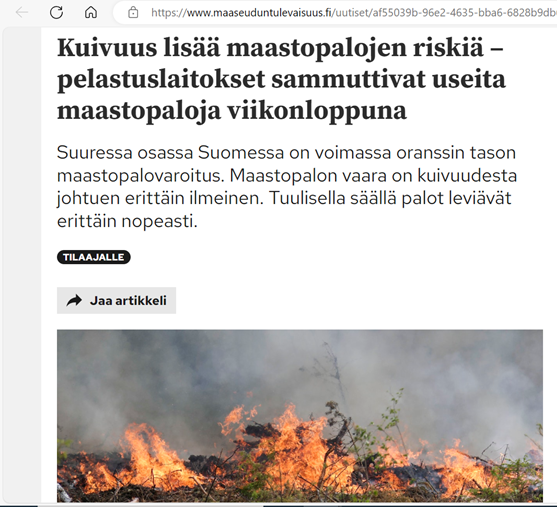 https://www.maaseuduntulevaisuus.fi/uutiset/af55039b-96e2-4635-bba6-6828b9db
Kuivuus lisää maastopalojen riskiä –
pelastuslaitokset sammuttivat useita
maastopaloja viikonloppuna
Suuressa osassa Suomessa on voimassa oranssin tason
maastopalovaroitus. Maastopalon vaara on kuivuudesta
johtuen erittäin ilmeinen. Tuulisella säällä palot leviävät
erittäin nopeasti.
TILAAJALLE
Jaa artikkeli